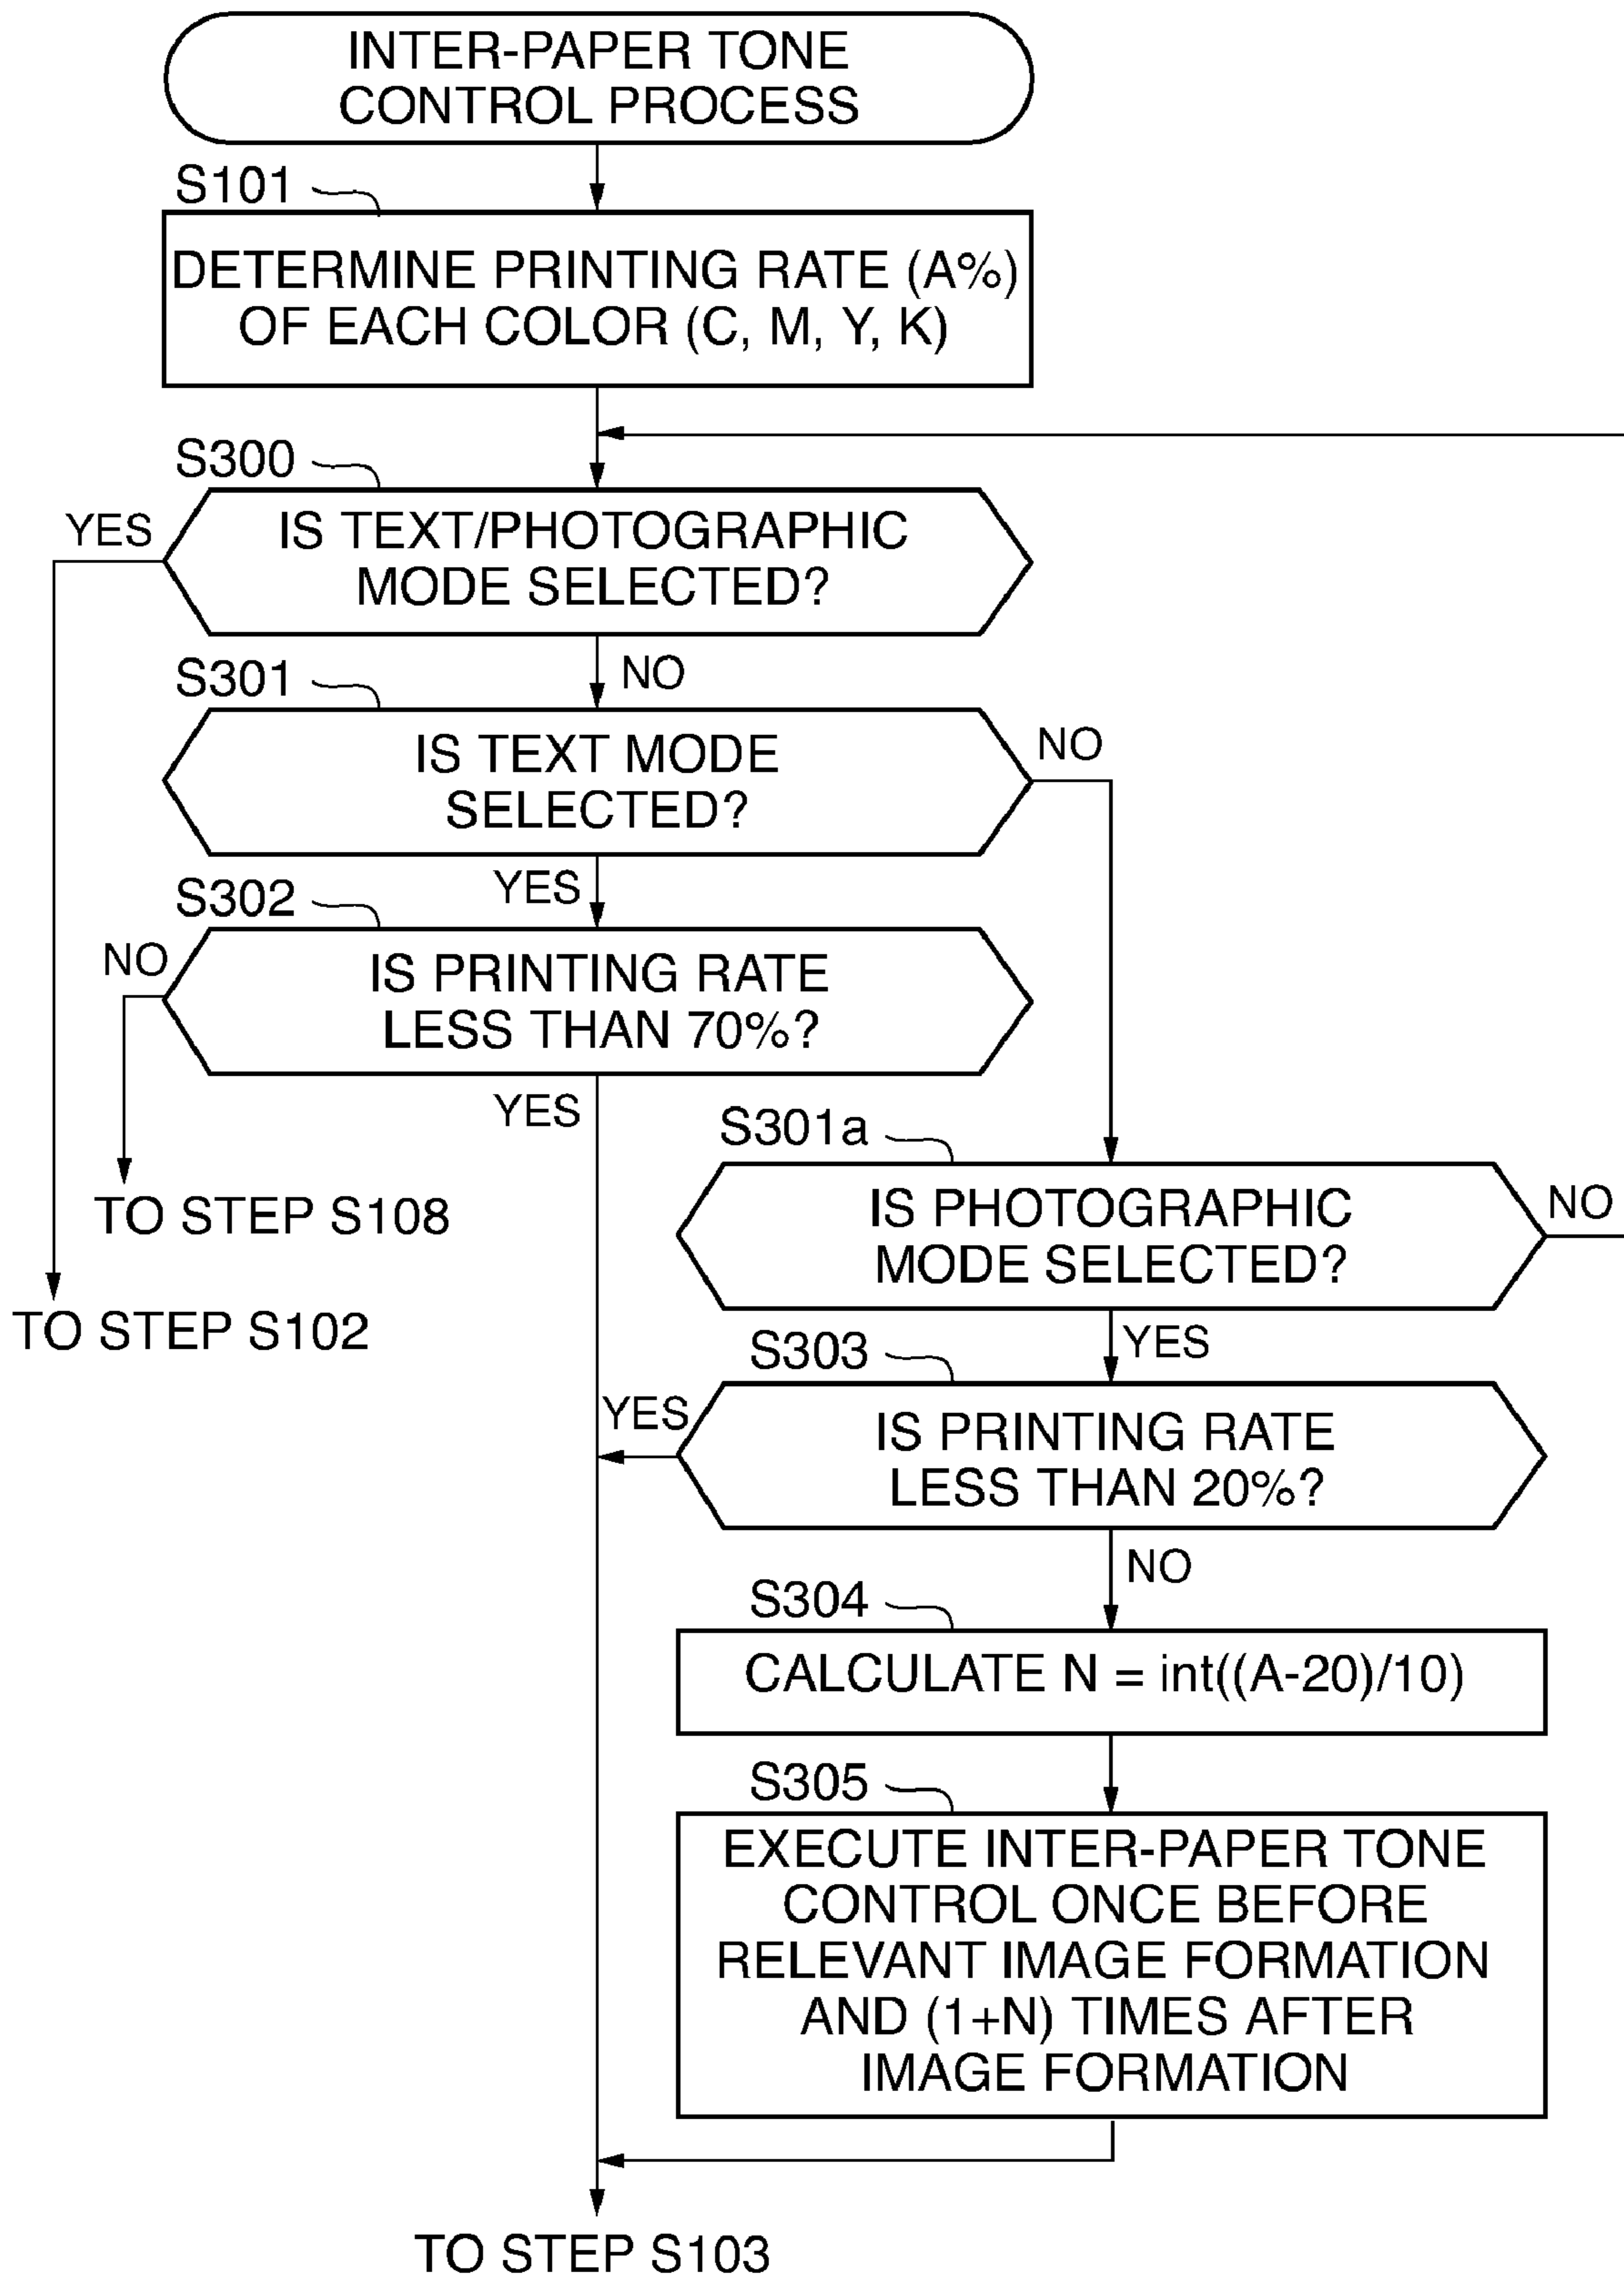 INTER-PAPER TONE
CONTROL PROCESS
S101
DETERMINE PRINTING RATE (A%)
OF EACH COLOR (C, M, Y, K)
S300
YES
IS TEXT/PHOTOGRAPHIC
MODE SELECTED?
NO
S301
IS TEXT MODE
SELECTED?
NO
YES
S302
NO
IS PRINTING RATE
LESS THAN 70%?
YES
TO STEP S108
TO STEP S102
S301a
IS PHOTOGRAPHIC
MODE SELECTED?
NO
YES
S303
YES
IS PRINTING RATE
LESS THAN 20%?
NO
S304
CALCULATE N = int((A-20)/10)
S305
EXECUTE INTER-PAPER TONE
CONTROL ONCE BEFORE
RELEVANT IMAGE FORMATION
AND (1+N) TIMES AFTER
IMAGE FORMATION
TO STEP S103